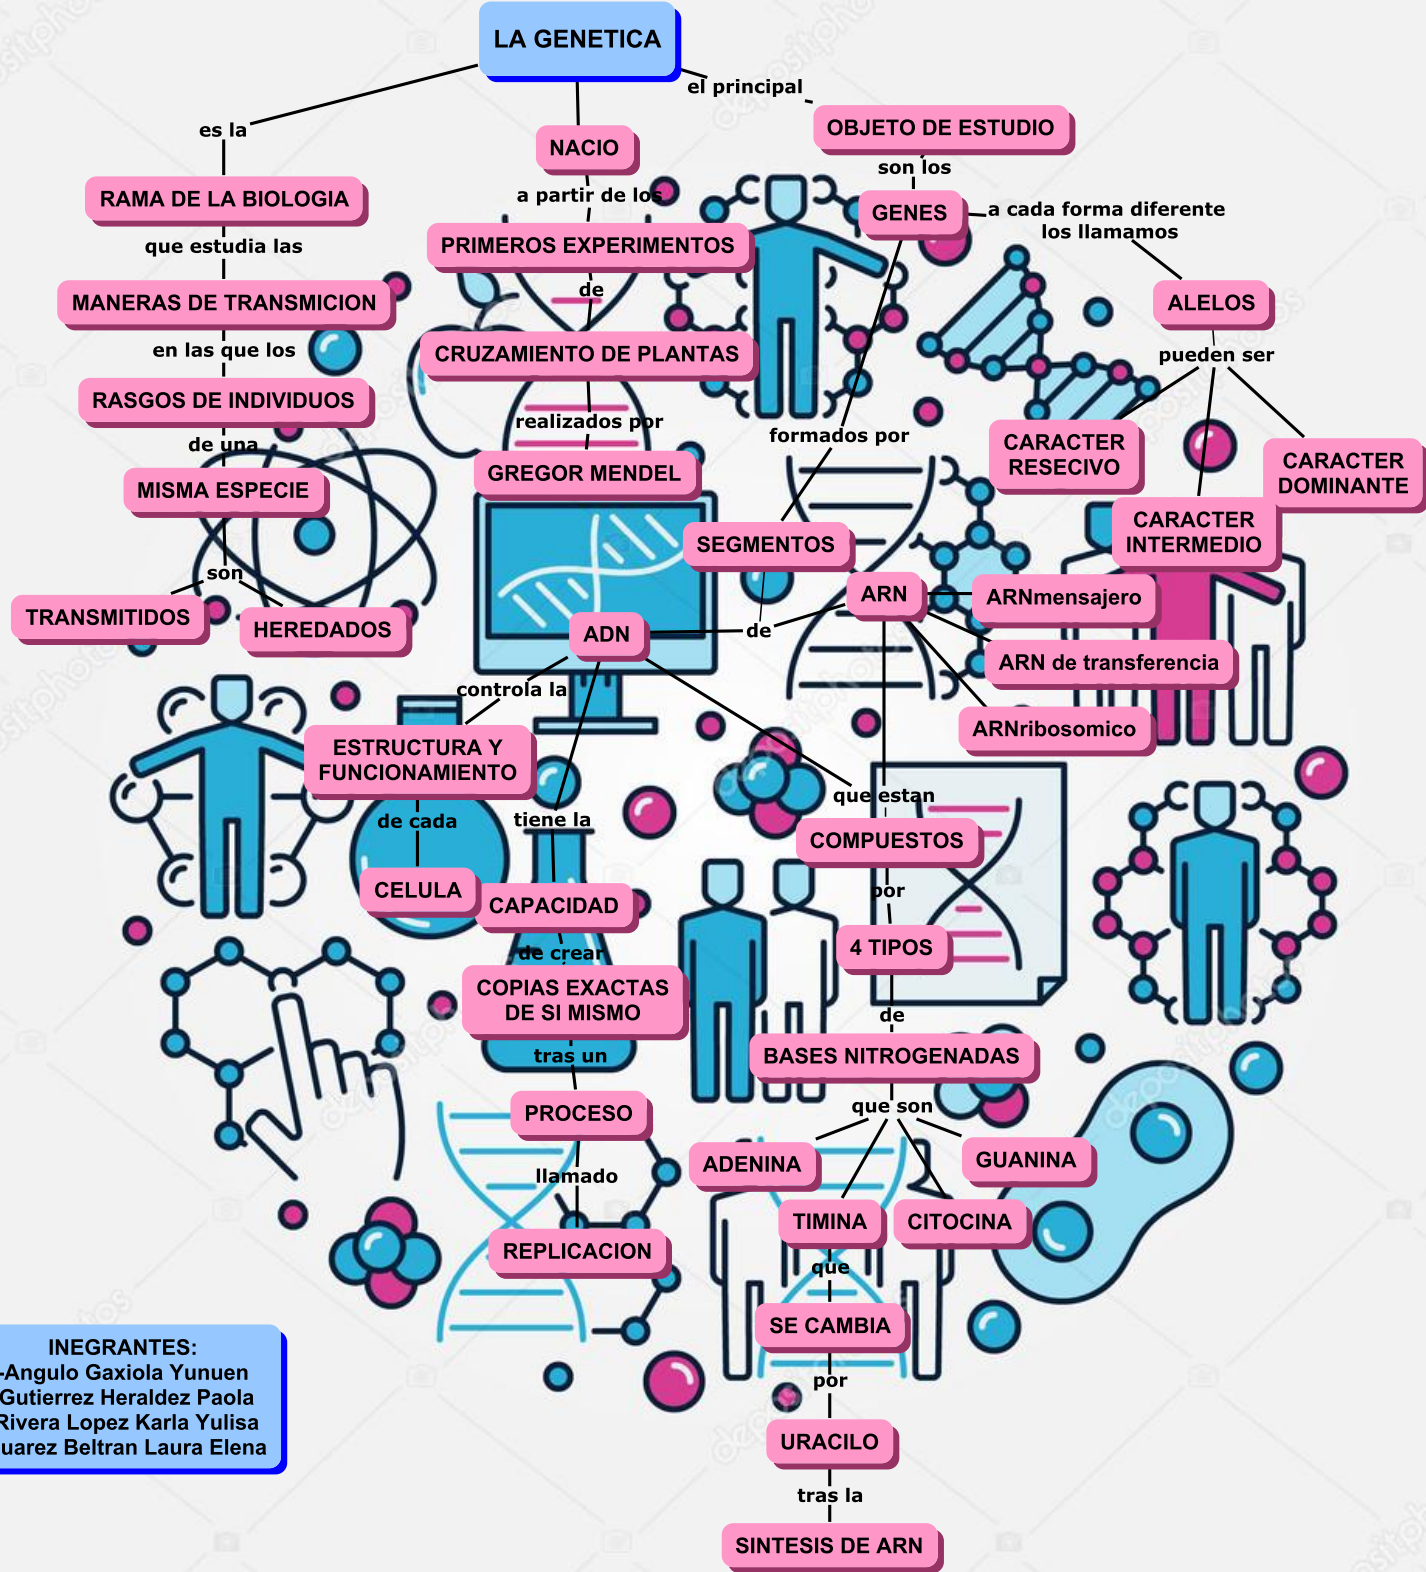 LA GENETICA
es la
RAMA DE LA BIOLOGIA
que estudia las
MANERAS DE TRANSMICION
en las que los
RASGOS DE INDIVIDUOS
de una
MISMA ESPECIE
son
TRANSMITIDOS
HEREDADOS
NACIO
a partir de los
PRIMEROS EXPERIMENTOS
de
CRUZAMIENTO DE PLANTAS
realizados por
GREGOR MENDEL
el principal
OBJETO DE ESTUDIO
son los
GENES
a cada forma diferente
los llamamos
ALELOS
pueden ser
CARACTER
RESECIVO
CARACTER
INTERMEDIO
CARACTER
DOMINANTE
formados por
SEGMENTOS
de
ADN
ARN
ARNmensajero
ARN de transferencia
ARNribosomico
controla la
ESTRUCTURA Y
FUNCIONAMIENTO
de cada
CELULA
tiene la
CAPACIDAD
de crear
COPIAS EXACTAS
DE SI MISMO
tras un
PROCESO
llamado
REPLICACION
que estan
COMPUESTOS
por
4 TIPOS
de
BASES NITROGENADAS
que son
ADENINA
TIMINA
CITOCINA
GUANINA
que
SE CAMBIA
por
URACILO
tras la
SINTESIS DE ARN
INEGRANTES:
-Angulo Gaxiola Yunuen
Gutierrez Heraldez Paola
Rivera Lopez Karla Yulisa
uarez Beltran Laura Elena
depositphotos